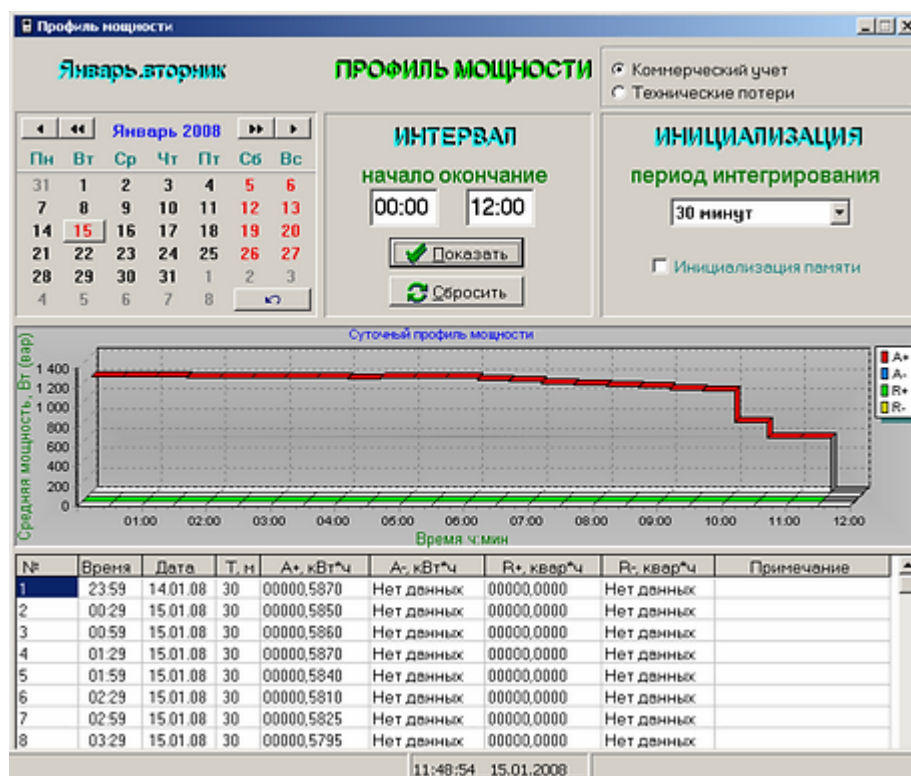 Профиль мощности
Январь.вторник
ПРОФИЛЬ МОЩНОСТИ
Коммерческий учет
Технические потери
Январь 2008
Пн Вт Ср Чт Пт Сб Вс
31 1 2 3 4 5 6
7 8 9 10 11 12 13
14 15 16 17 18 19 20
21 22 23 24 25 26 27
28 29 30 31 1 2 3
4 5 6 7 8
ИНТЕРВАЛ
начало окончание
00:00 12:00
Показать
Сбросить
ИНИЦИАЛИЗАЦИЯ
период интегрирования
30 минут
Инициализация памяти
Суточный профиль мощности
Средняя мощность, Вт (вар)
1 400
1 200
1 000
800
600
400
200
0
01:00 02:00 03:00 04:00 05:00 06:00 07:00 08:00 09:00 10:00 11:00 12:00
Время ч:мин
A+
A-
R+
R-
№ Время Дата Т, м А+, кВт*ч А-, кВт*ч R+, квар*ч R-, квар*ч Примечание
1 23:59 14.01.08 30 00000,5870 Нет данных 00000,0000 Нет данных
2 00:29 15.01.08 30 00000,5850 Нет данных 00000,0000 Нет данных
3 00:59 15.01.08 30 00000,5860 Нет данных 00000,0000 Нет данных
4 01:29 15.01.08 30 00000,5870 Нет данных 00000,0000 Нет данных
5 01:59 15.01.08 30 00000,5840 Нет данных 00000,0000 Нет данных
6 02:29 15.01.08 30 00000,5810 Нет данных 00000,0000 Нет данных
7 02:59 15.01.08 30 00000,5825 Нет данных 00000,0000 Нет данных
8 03:29 15.01.08 30 00000,5795 Нет данных 00000,0000 Нет данных
11:48:54 15.01.2008